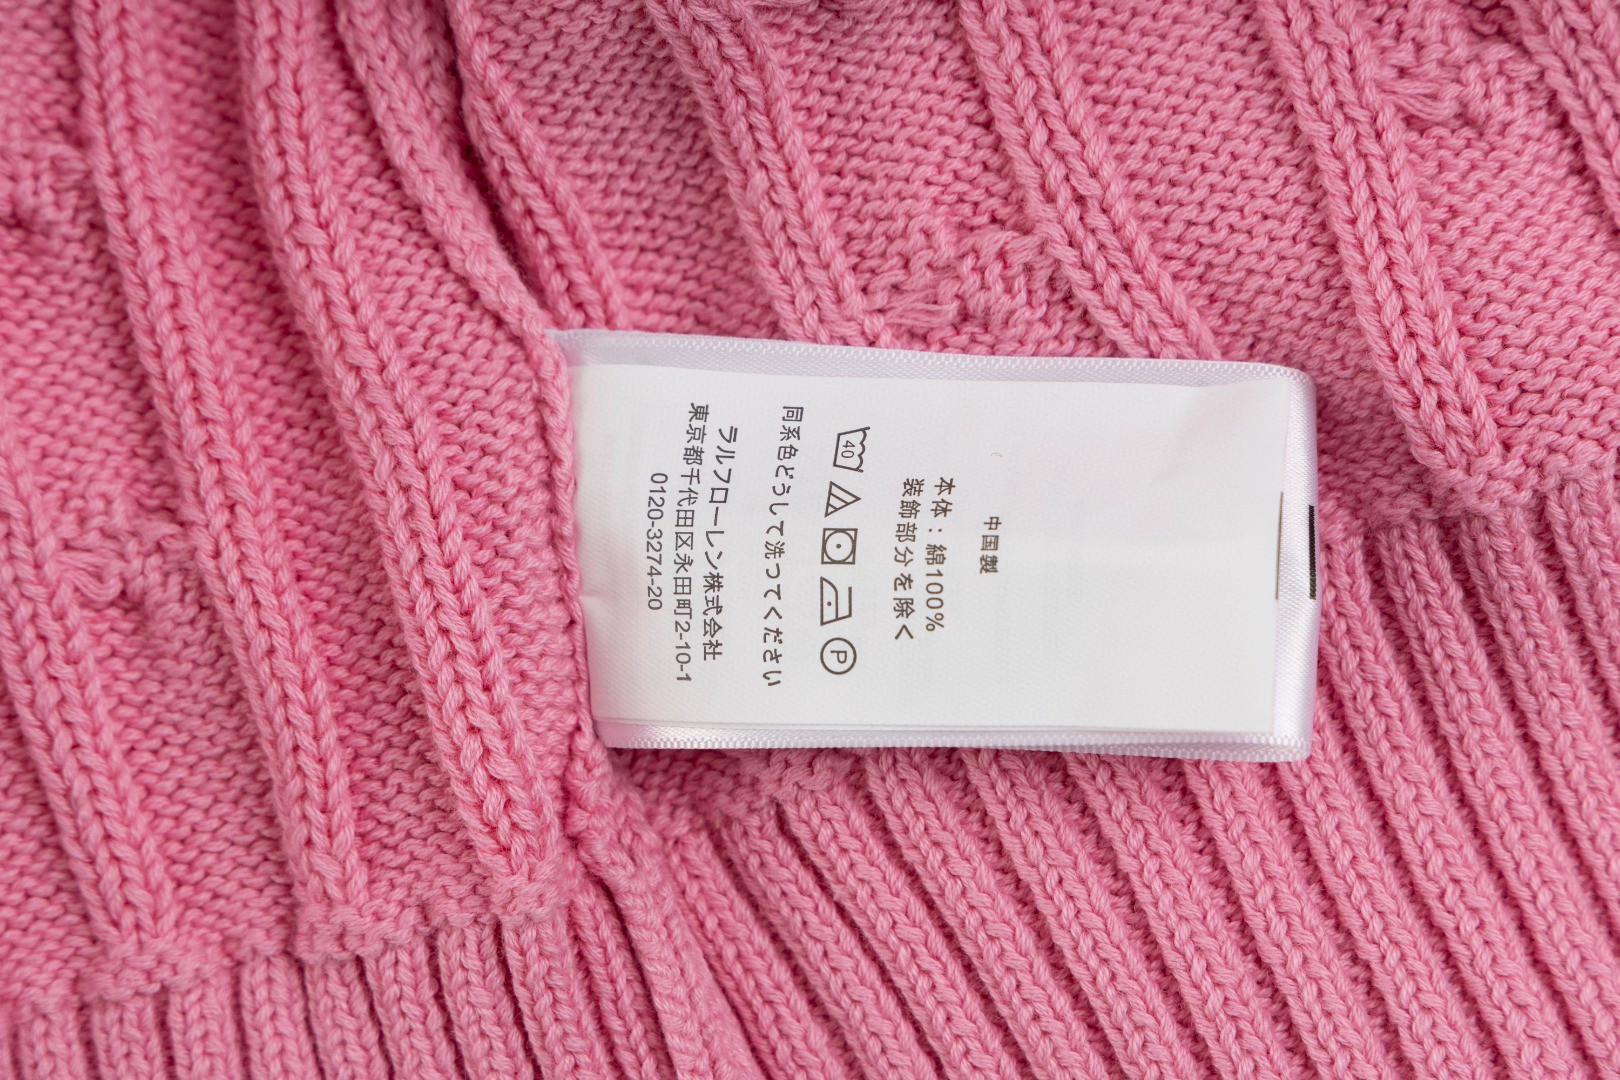 中国製
本体：綿100%
装飾部分を除く
40
P
同系色どうしで洗ってください
ラルフローレン株式会社
東京都千代田区永田町2-10-1
0120-3274-20